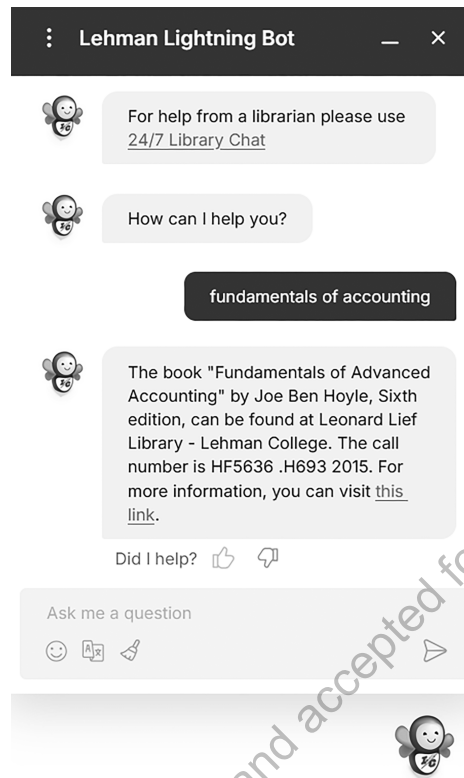 Lehman Lightning Bot
For help from a librarian please use
24/7 Library Chat
How can I help you?
fundamentals of accounting
The book "Fundamentals of Advanced
Accounting" by Joe Ben Hoyle, Sixth
edition, can be found at Leonard Lief
Library - Lehman College. The call
number is HF5636 .H693 2015. For
more information, you can visit this
link.
Did I help?
Ask me a question
and accepted fo